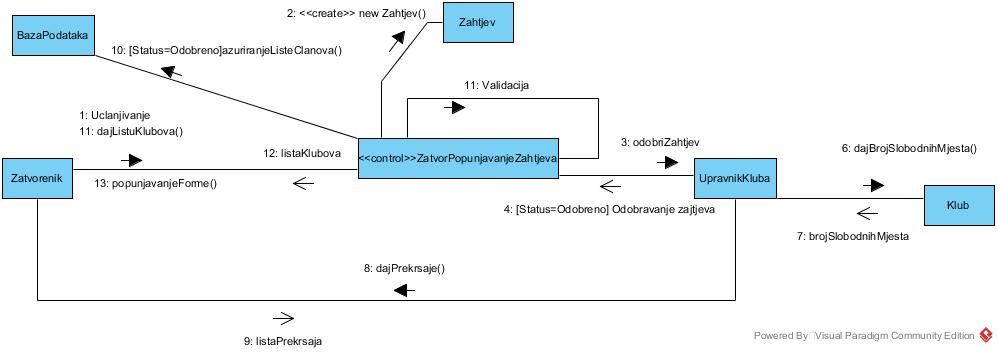 2: <<create>> new Zahtjev()
Zahtjev
BazaPodataka
10: [Status=Odobreno]azuriranjeListeClanova()
11: Validacija
1: Uclanjivanje
11: dajListuKlubova()
12: listaKlubova
<<control>>ZatvorPopunjavanjeZahtjeva
3: odobriZahtjev
6: dajBrojSlobodnihMjesta()
Zatvorenik
13: popunjavanjeForme()
UpravnikKluba
4: [Status=Odobreno] Odobravanje zajtjeva
Klub
7: brojSlobodnihMjesta
8: dajPrekrsaje()
9: listaPrekrsaja
Powered By Visual Paradigm Community Edition